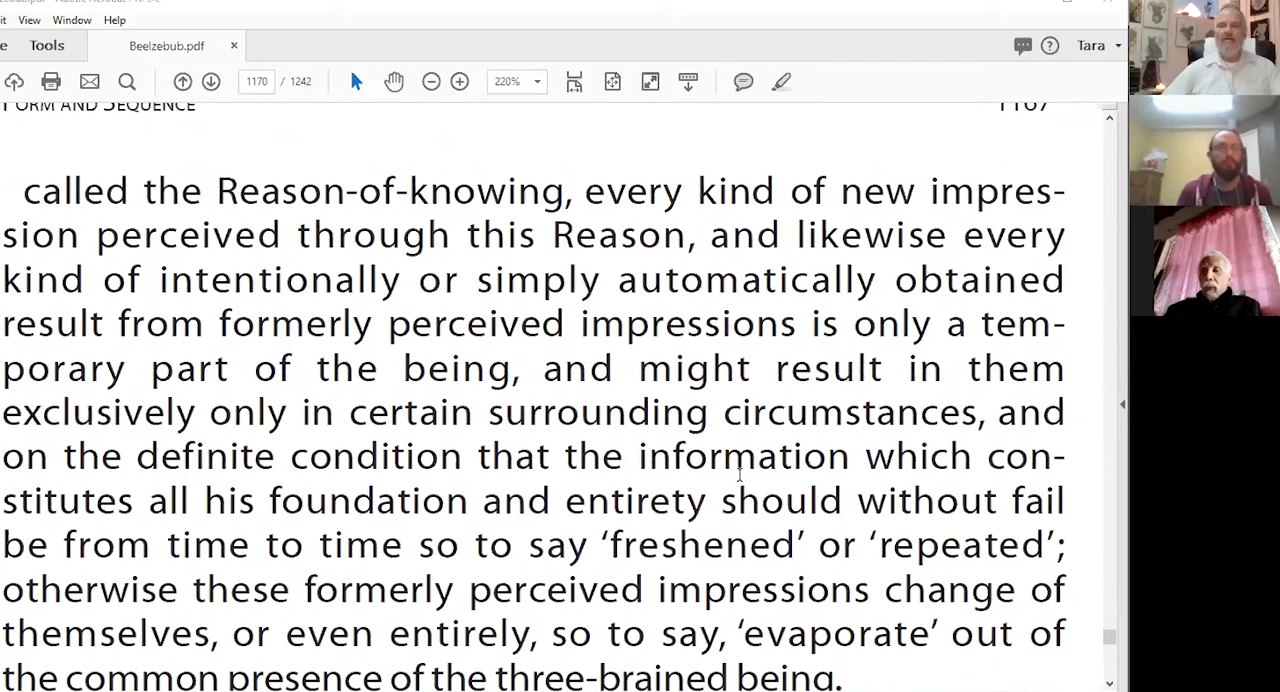 it View Window Help
e Tools Beelzebub.pdf × Tara
1170 / 1242 220%
FORM AND SEQUENCE 1167
called the Reason-of-knowing, every kind of new impres-
sion perceived through this Reason, and likewise every
kind of intentionally or simply automatically obtained
result from formerly perceived impressions is only a tem-
porary part of the being, and might result in them
exclusively only in certain surrounding circumstances, and
on the definite condition that the information which con-
stitutes all his foundation and entirety should without fail
be from time to time so to say ‘freshened’ or ‘repeated’;
otherwise these formerly perceived impressions change of
themselves, or even entirely, so to say, ‘evaporate’ out of
the common presence of the three-brained being.